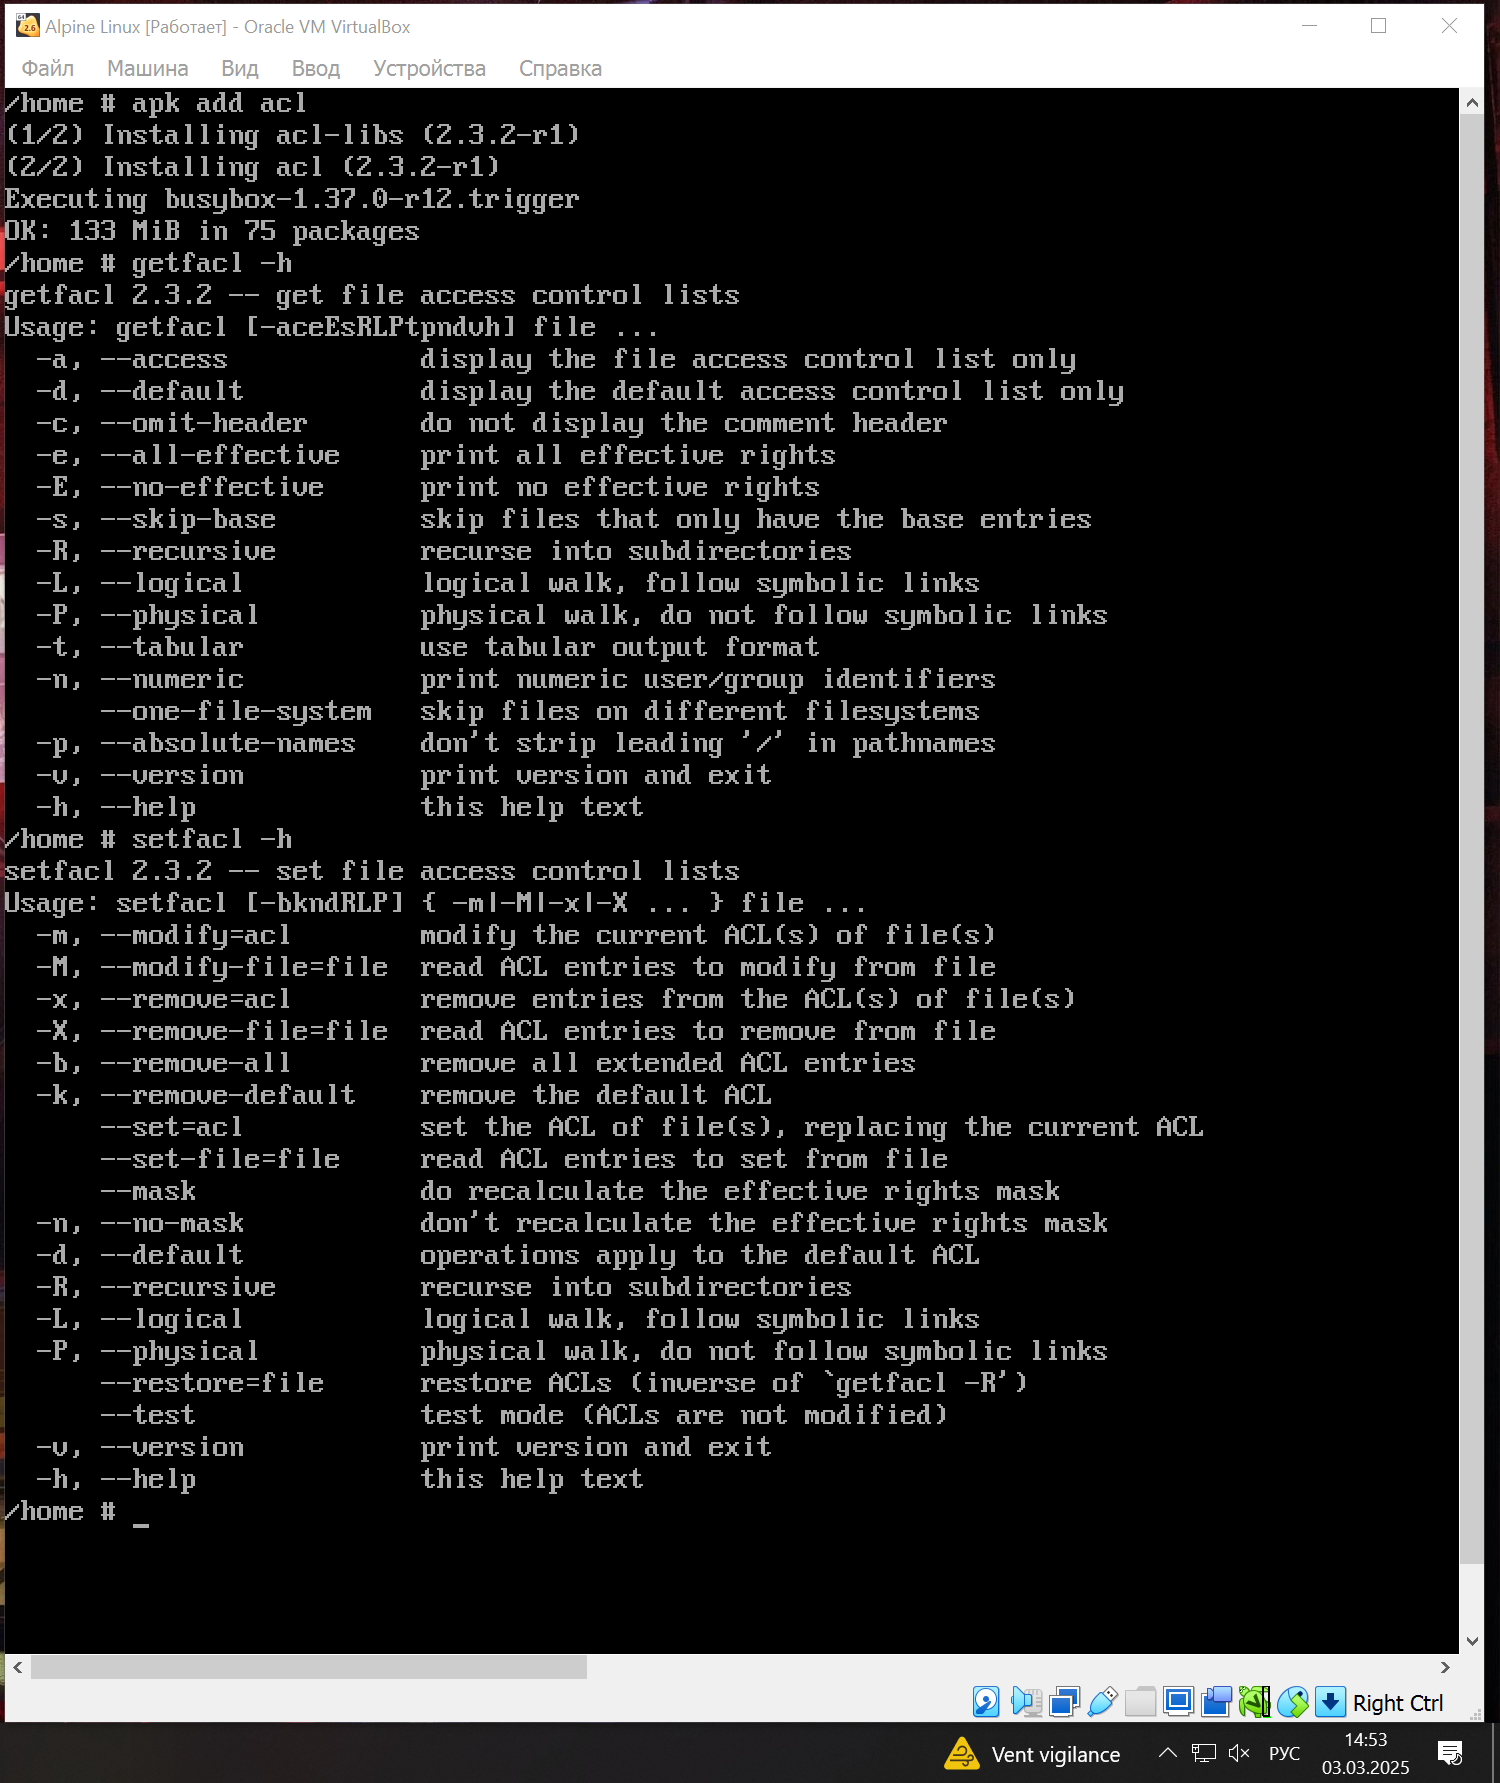 Alpine Linux [Работает] - Oracle VM VirtualBox
Файл Машина Вид Ввод Устройства Справка
/home # apk add acl
(1/2) Installing acl-libs (2.3.2-r1)
(2/2) Installing acl (2.3.2-r1)
Executing busybox-1.37.0-r12.trigger
OK: 133 MiB in 75 packages
/home # getfacl -h
getfacl 2.3.2 -- get file access control lists
Usage: getfacl [-aceEsRLPtpndvh] file ...
  -a, --access            display the file access control list only
  -d, --default           display the default access control list only
  -c, --omit-header       do not display the comment header
  -e, --all-effective     print all effective rights
  -E, --no-effective      print no effective rights
  -s, --skip-base         skip files that only have the base entries
  -R, --recursive         recurse into subdirectories
  -L, --logical           logical walk, follow symbolic links
  -P, --physical          physical walk, do not follow symbolic links
  -t, --tabular           use tabular output format
  -n, --numeric           print numeric user/group identifiers
      --one-file-system   skip files on different filesystems
  -p, --absolute-names    don't strip leading '/' in pathnames
  -v, --version           print version and exit
  -h, --help              this help text
/home # setfacl -h
setfacl 2.3.2 -- set file access control lists
Usage: setfacl [-bkndRLP] { -m|-M|-x|-X ... } file ...
  -m, --modify=acl        modify the current ACL(s) of file(s)
  -M, --modify-file=file  read ACL entries to modify from file
  -x, --remove=acl        remove entries from the ACL(s) of file(s)
  -X, --remove-file=file  read ACL entries to remove from file
  -b, --remove-all        remove all extended ACL entries
  -k, --remove-default    remove the default ACL
      --set=acl           set the ACL of file(s), replacing the current ACL
      --set-file=file     read ACL entries to set from file
      --mask              do recalculate the effective rights mask
  -n, --no-mask           don't recalculate the effective rights mask
  -d, --default           operations apply to the default ACL
  -R, --recursive         recurse into subdirectories
  -L, --logical           logical walk, follow symbolic links
  -P, --physical          physical walk, do not follow symbolic links
      --restore=file      restore ACLs (inverse of `getfacl -R')
      --test              test mode (ACLs are not modified)
  -v, --version           print version and exit
  -h, --help              this help text
/home # _
Right Ctrl
Vent vigilance РУС 14:53
03.03.2025